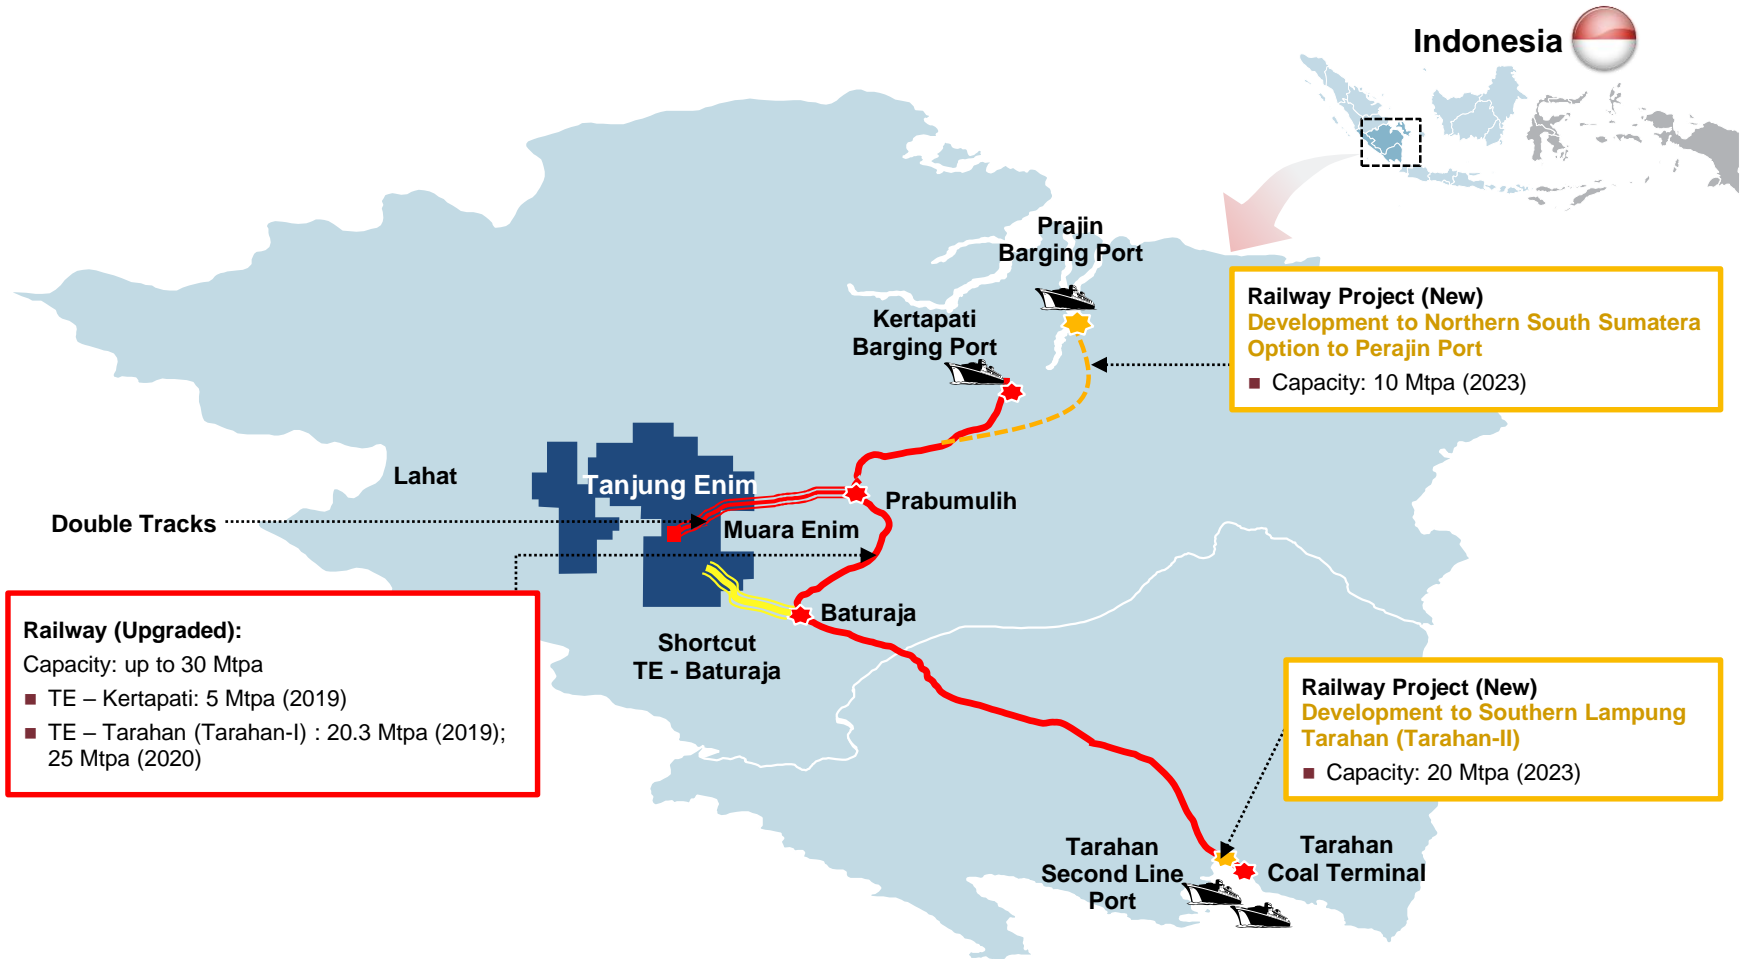 Indonesia
Prajin
Barging Port
Kertapati
Barging Port
Railway Project (New)
Development to Northern South Sumatera
Option to Perajin Port
Capacity: 10 Mtpa (2023)
Lahat
Tanjung Enim
Double Tracks
Muara Enim
Prabumulih
Baturaja
Shortcut
TE - Baturaja
Railway (Upgraded):
Capacity: up to 30 Mtpa
TE – Kertapati: 5 Mtpa (2019)
TE – Tarahan (Tarahan-I) : 20.3 Mtpa (2019);
25 Mtpa (2020)
Railway Project (New)
Development to Southern Lampung
Tarahan (Tarahan-II)
Capacity: 20 Mtpa (2023)
Tarahan
Second Line
Port
Tarahan
Coal Terminal